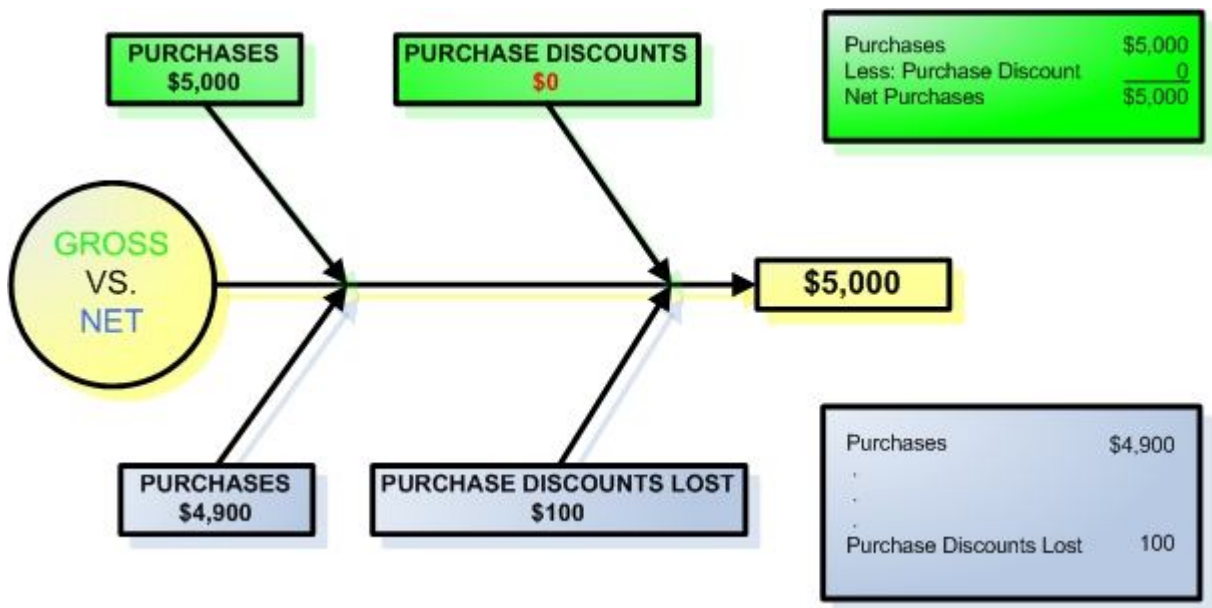 PURCHASES
$5,000
PURCHASE DISCOUNTS
$0
Purchases $5,000
Less: Purchase Discount 0
Net Purchases $5,000
GROSS
VS.
NET
$5,000
PURCHASES
$4,900
PURCHASE DISCOUNTS LOST
$100
Purchases $4,900
.
.
.
Purchase Discounts Lost 100